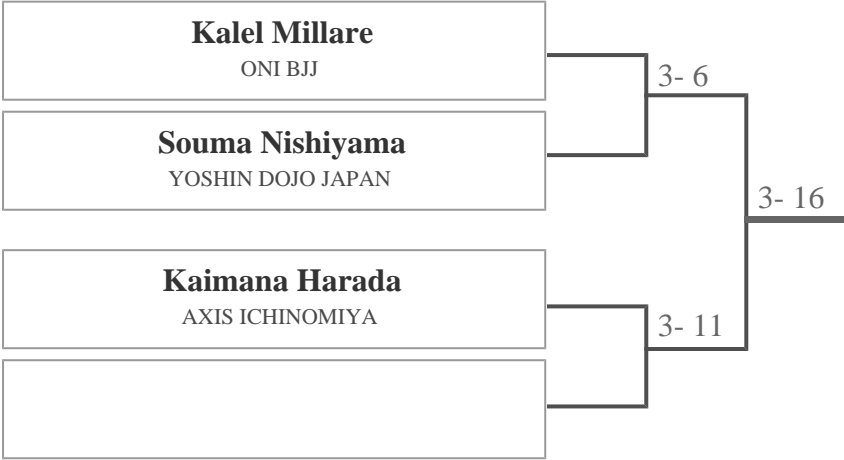 Kalel Millare
ONI BJJ
3- 6
Souma Nishiyama
YOSHIN DOJO JAPAN
3- 16
Kaimana Harada
AXIS ICHINOMIYA
3- 11